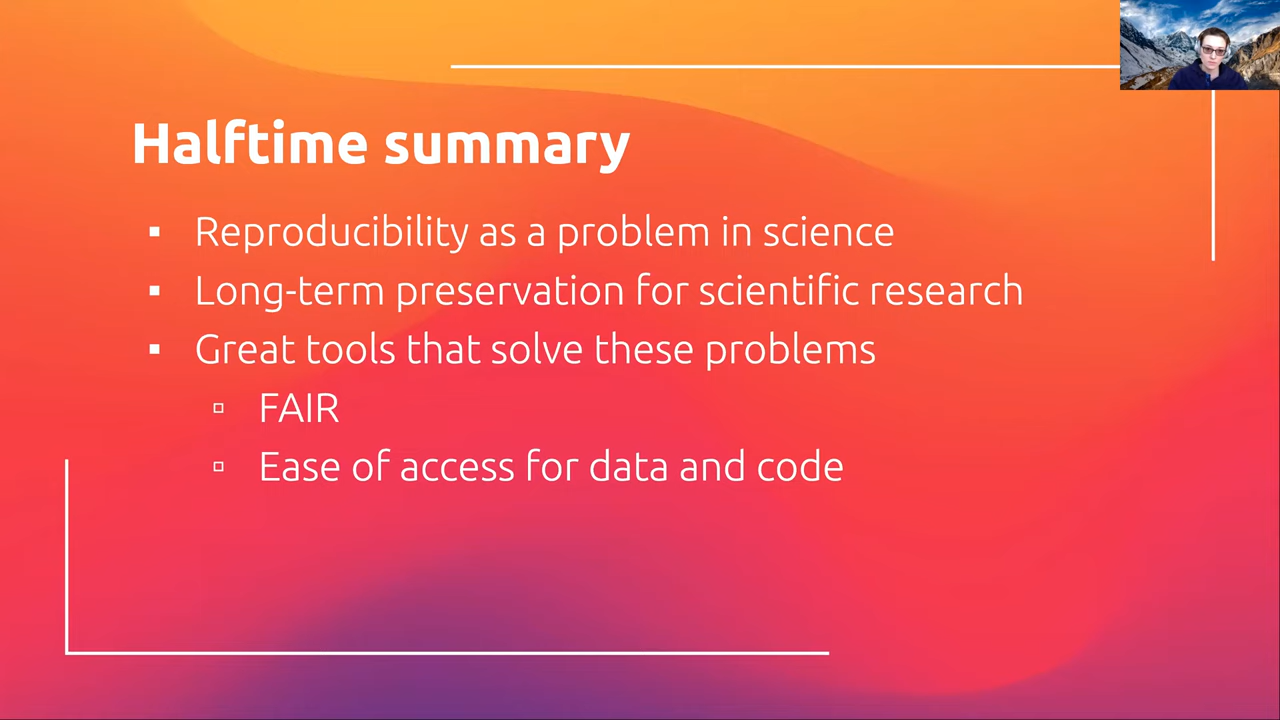 Halftime summary
Reproducibility as a problem in science
Long-term preservation for scientific research
Great tools that solve these problems
FAIR
Ease of access for data and code